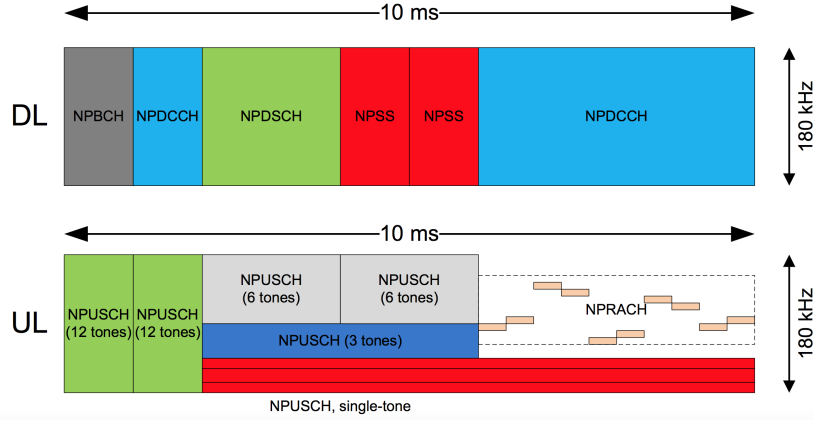 10 ms
DL
NPBCH
NPDCCH
NPDSCH
NPSS
NPSS
NPDCCH
180 kHz
10 ms
UL
NPUSCH
(12 tones)
NPUSCH
(12 tones)
NPUSCH
(6 tones)
NPUSCH
(6 tones)
NPUSCH (3 tones)
NPRACH
180 kHz
NPUSCH, single-tone